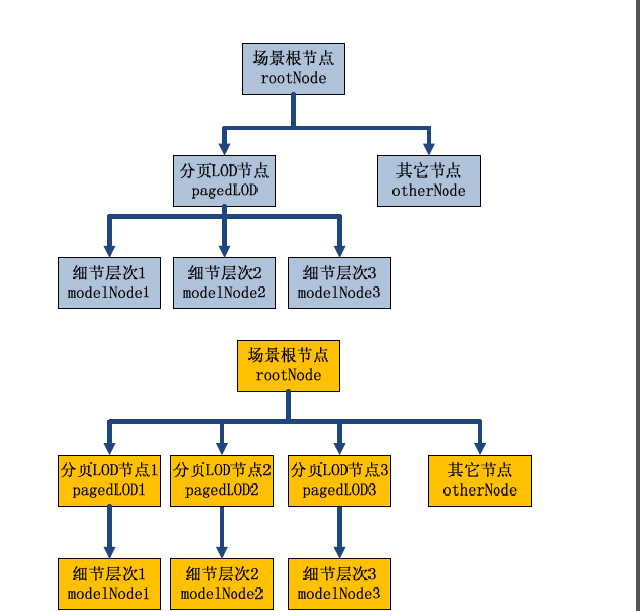 场景根节点
rootNode
分页LOD节点
pagedLOD
其它节点
otherNode
细节层次1
modelNode1
细节层次2
modelNode2
细节层次3
modelNode3
场景根节点
rootNode
分页LOD节点1
pagedLOD1
分页LOD节点2
pagedLOD2
分页LOD节点3
pagedLOD3
其它节点
otherNode
细节层次1
modelNode1
细节层次2
modelNode2
细节层次3
modelNode3